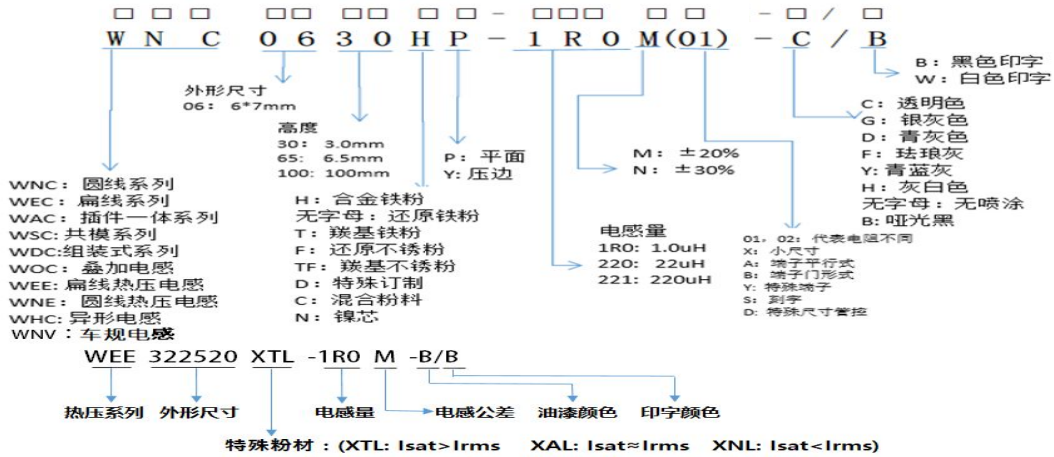 □ □ □ □□ □□ □ □-□□□ □ □ -□/ □
W N C 0 6 3 0 H P - 1 R 0 M(01) - C / B
B：黑色印字
W：白色印字
外形尺寸
06：6*7mm
高度
30：3.0mm
65：6.5mm
100：100mm
P：平面
Y：压边
M：±20%
N：±30%
C：透明色
G：银灰色
D：青灰色
F：珐琅灰
Y：青蓝灰
H：灰白色
无字母：无喷涂
B：哑光黑
WNC：圆线系列
WEC：扁线系列
WAC：插件一体系列
WSC：共模系列
WDC:组装式系列
WOC：叠加电感
WEE：扁线热压电感
WNE：圆线热压电感
WHC：异形电感
WNV：车规电感
H：合金铁粉
无字母：还原铁粉
T：羰基铁粉
F：还原不锈粉
TF：羰基不锈粉
D：特殊订制
C：混合粉料
N：镍芯
电感量
1R0：1.0uH
220：22uH
221：220uH
01，02：代表电阻不同
X：小尺寸
A：端子平行式
B：端子门形式
Y：特殊端子
S：刻字
D：特殊尺寸管控
WEE 322520 XTL -1R0 M -B/B
热压系列 外形尺寸 电感量 电感公差 油漆颜色 印字颜色
特殊粉材：(XTL: Isat>Irms XAL: Isat≈Irms XNL: Isat<Irms)